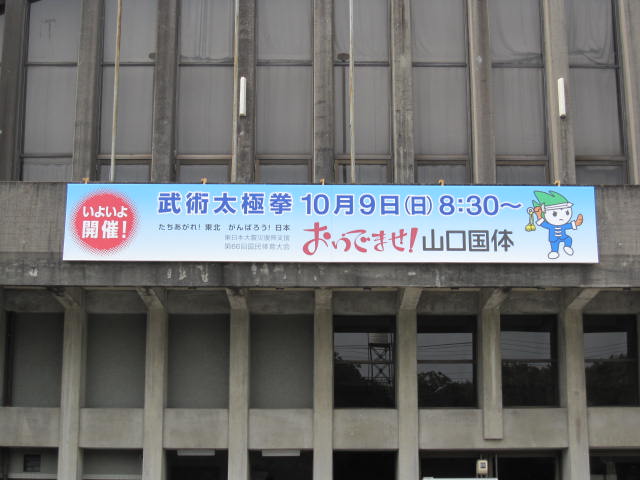 いよいよ
開催!
武術太極拳 10月9日(日) 8:30〜
たちあがれ!東北 がんばろう!日本
東日本大震災復興支援
第66回国民体育大会
おいでませ!山口国体